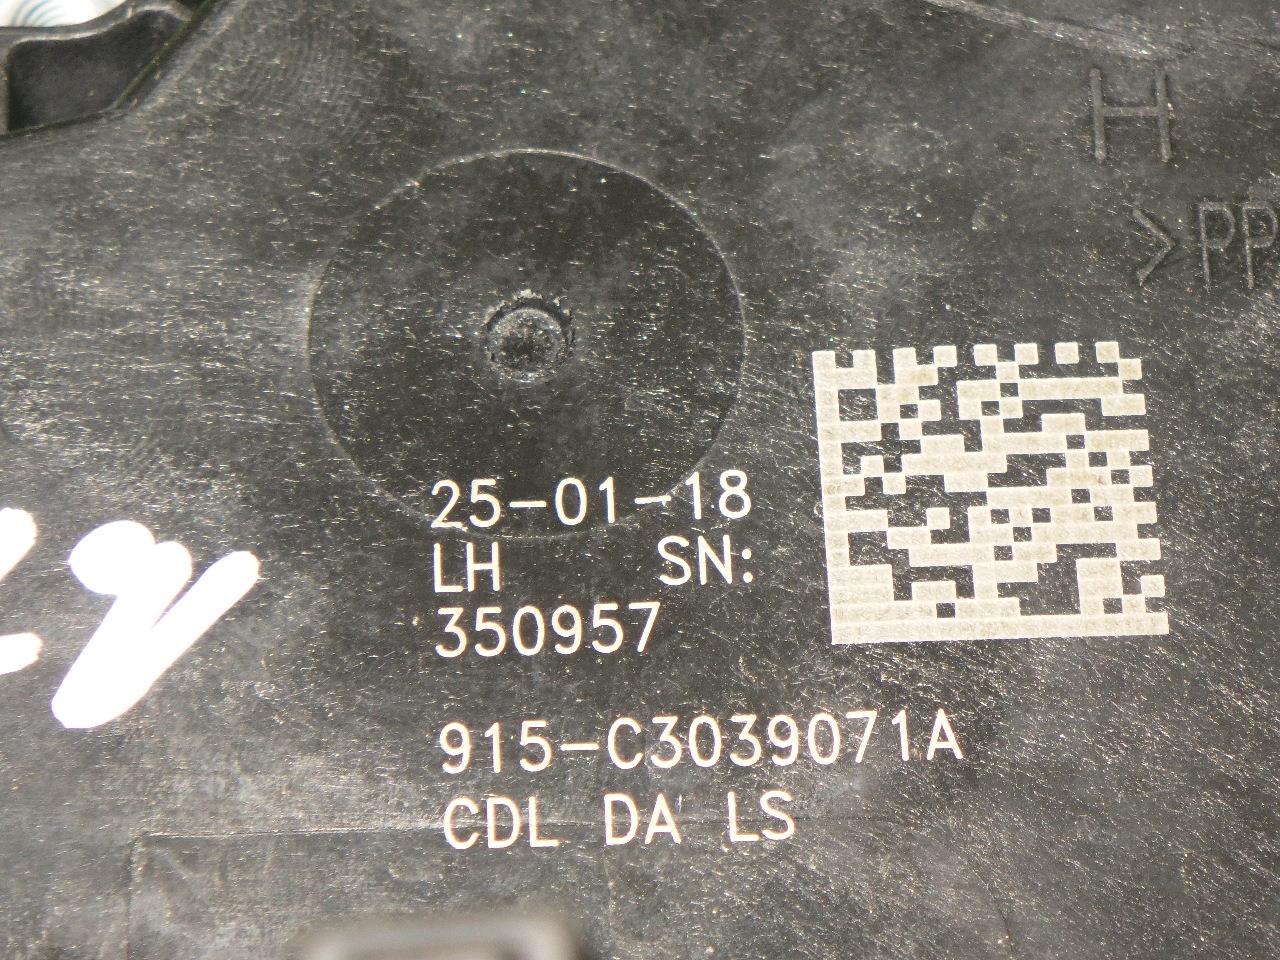 H
>PP
25-01-18
LH SN:
350957
915-C3039071A
CDL DA LS